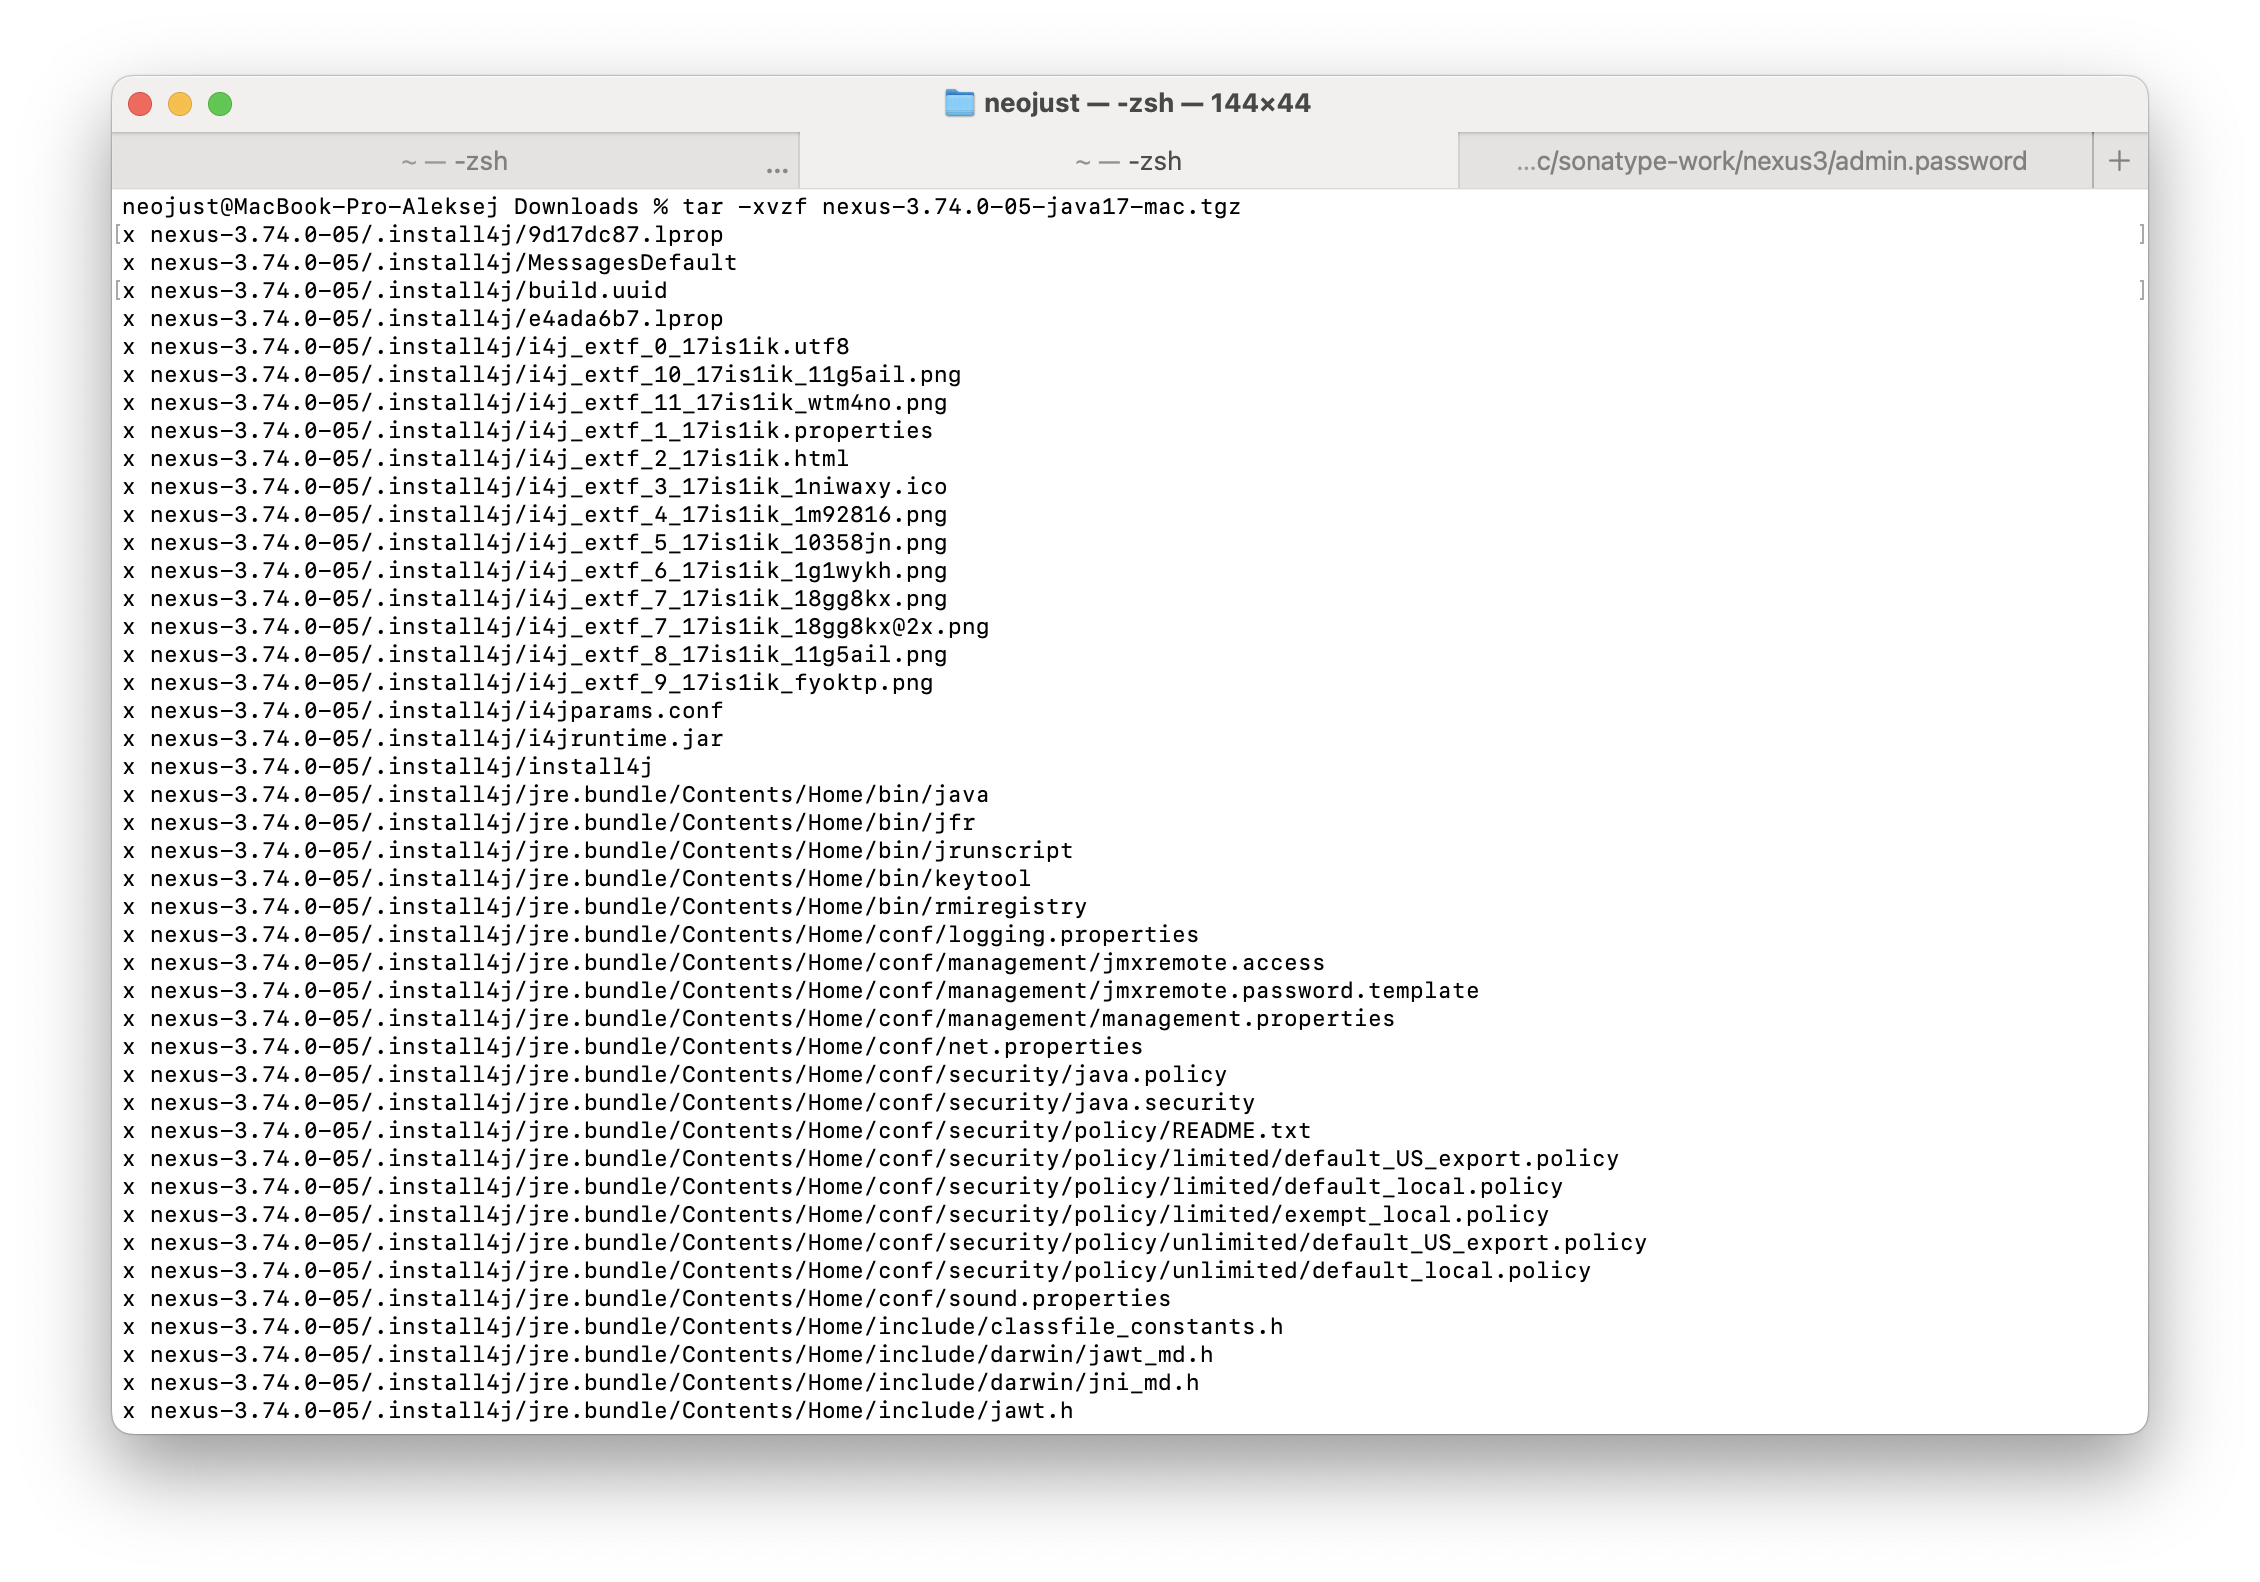 neojust — -zsh — 144×44
~ — -zsh ... ~ — -zsh ...c/sonatype-work/nexus3/admin.password +
neojust@MacBook-Pro-Aleksej Downloads % tar -xvzf nexus-3.74.0-05-java17-mac.tgz
[x nexus-3.74.0-05/.install4j/9d17dc87.lprop ]
x nexus-3.74.0-05/.install4j/MessagesDefault
[x nexus-3.74.0-05/.install4j/build.uuid ]
x nexus-3.74.0-05/.install4j/e4ada6b7.lprop
x nexus-3.74.0-05/.install4j/i4j_extf_0_17is1ik.utf8
x nexus-3.74.0-05/.install4j/i4j_extf_10_17is1ik_11g5ail.png
x nexus-3.74.0-05/.install4j/i4j_extf_11_17is1ik_wtm4no.png
x nexus-3.74.0-05/.install4j/i4j_extf_1_17is1ik.properties
x nexus-3.74.0-05/.install4j/i4j_extf_2_17is1ik.html
x nexus-3.74.0-05/.install4j/i4j_extf_3_17is1ik_1niwaxy.ico
x nexus-3.74.0-05/.install4j/i4j_extf_4_17is1ik_1m92816.png
x nexus-3.74.0-05/.install4j/i4j_extf_5_17is1ik_10358jn.png
x nexus-3.74.0-05/.install4j/i4j_extf_6_17is1ik_1g1wykh.png
x nexus-3.74.0-05/.install4j/i4j_extf_7_17is1ik_18gg8kx.png
x nexus-3.74.0-05/.install4j/i4j_extf_7_17is1ik_18gg8kx@2x.png
x nexus-3.74.0-05/.install4j/i4j_extf_8_17is1ik_11g5ail.png
x nexus-3.74.0-05/.install4j/i4j_extf_9_17is1ik_fyoktp.png
x nexus-3.74.0-05/.install4j/i4jparams.conf
x nexus-3.74.0-05/.install4j/i4jruntime.jar
x nexus-3.74.0-05/.install4j/install4j
x nexus-3.74.0-05/.install4j/jre.bundle/Contents/Home/bin/java
x nexus-3.74.0-05/.install4j/jre.bundle/Contents/Home/bin/jfr
x nexus-3.74.0-05/.install4j/jre.bundle/Contents/Home/bin/jrunscript
x nexus-3.74.0-05/.install4j/jre.bundle/Contents/Home/bin/keytool
x nexus-3.74.0-05/.install4j/jre.bundle/Contents/Home/bin/rmiregistry
x nexus-3.74.0-05/.install4j/jre.bundle/Contents/Home/conf/logging.properties
x nexus-3.74.0-05/.install4j/jre.bundle/Contents/Home/conf/management/jmxremote.access
x nexus-3.74.0-05/.install4j/jre.bundle/Contents/Home/conf/management/jmxremote.password.template
x nexus-3.74.0-05/.install4j/jre.bundle/Contents/Home/conf/management/management.properties
x nexus-3.74.0-05/.install4j/jre.bundle/Contents/Home/conf/net.properties
x nexus-3.74.0-05/.install4j/jre.bundle/Contents/Home/conf/security/java.policy
x nexus-3.74.0-05/.install4j/jre.bundle/Contents/Home/conf/security/java.security
x nexus-3.74.0-05/.install4j/jre.bundle/Contents/Home/conf/security/policy/README.txt
x nexus-3.74.0-05/.install4j/jre.bundle/Contents/Home/conf/security/policy/limited/default_US_export.policy
x nexus-3.74.0-05/.install4j/jre.bundle/Contents/Home/conf/security/policy/limited/default_local.policy
x nexus-3.74.0-05/.install4j/jre.bundle/Contents/Home/conf/security/policy/limited/exempt_local.policy
x nexus-3.74.0-05/.install4j/jre.bundle/Contents/Home/conf/security/policy/unlimited/default_US_export.policy
x nexus-3.74.0-05/.install4j/jre.bundle/Contents/Home/conf/security/policy/unlimited/default_local.policy
x nexus-3.74.0-05/.install4j/jre.bundle/Contents/Home/conf/sound.properties
x nexus-3.74.0-05/.install4j/jre.bundle/Contents/Home/include/classfile_constants.h
x nexus-3.74.0-05/.install4j/jre.bundle/Contents/Home/include/darwin/jawt_md.h
x nexus-3.74.0-05/.install4j/jre.bundle/Contents/Home/include/darwin/jni_md.h
x nexus-3.74.0-05/.install4j/jre.bundle/Contents/Home/include/jawt.h